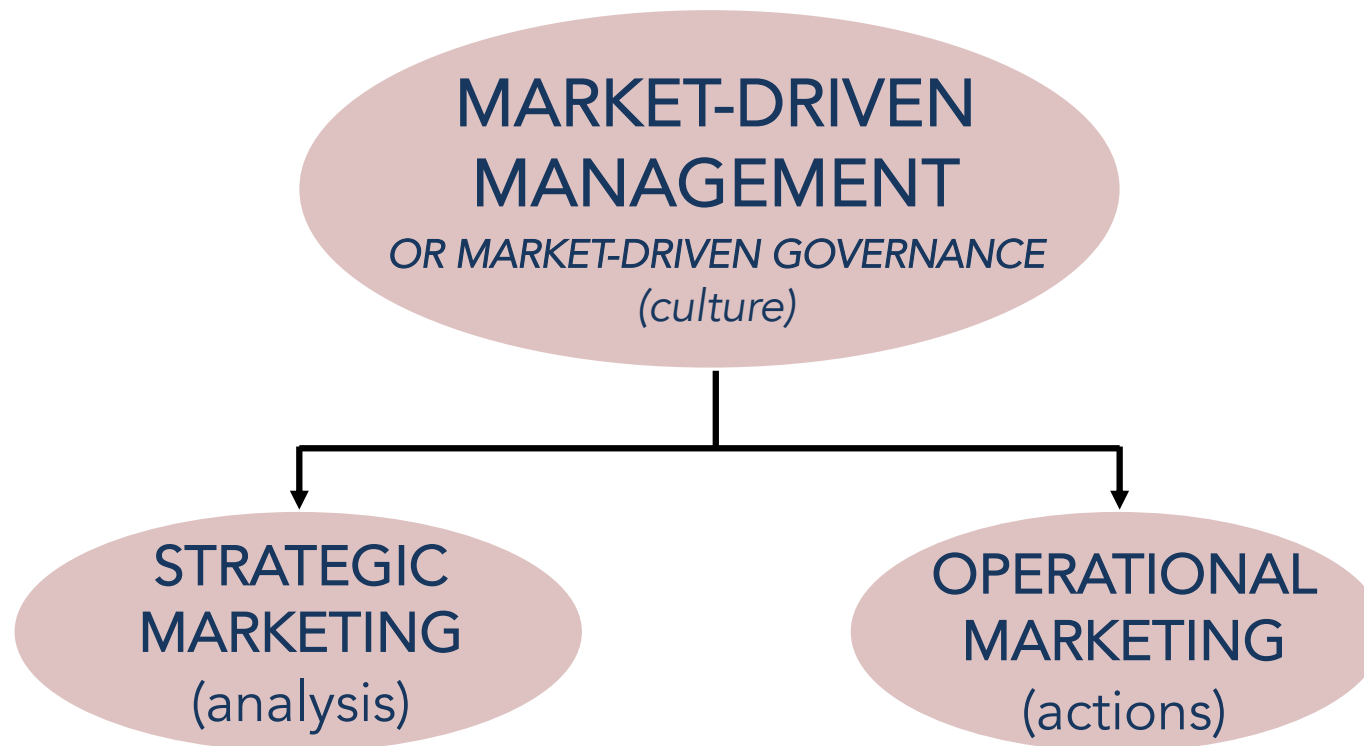 MARKET-DRIVEN
MANAGEMENT
OR MARKET-DRIVEN GOVERNANCE
(culture)
STRATEGIC
MARKETING
(analysis)
OPERATIONAL
MARKETING
(actions)